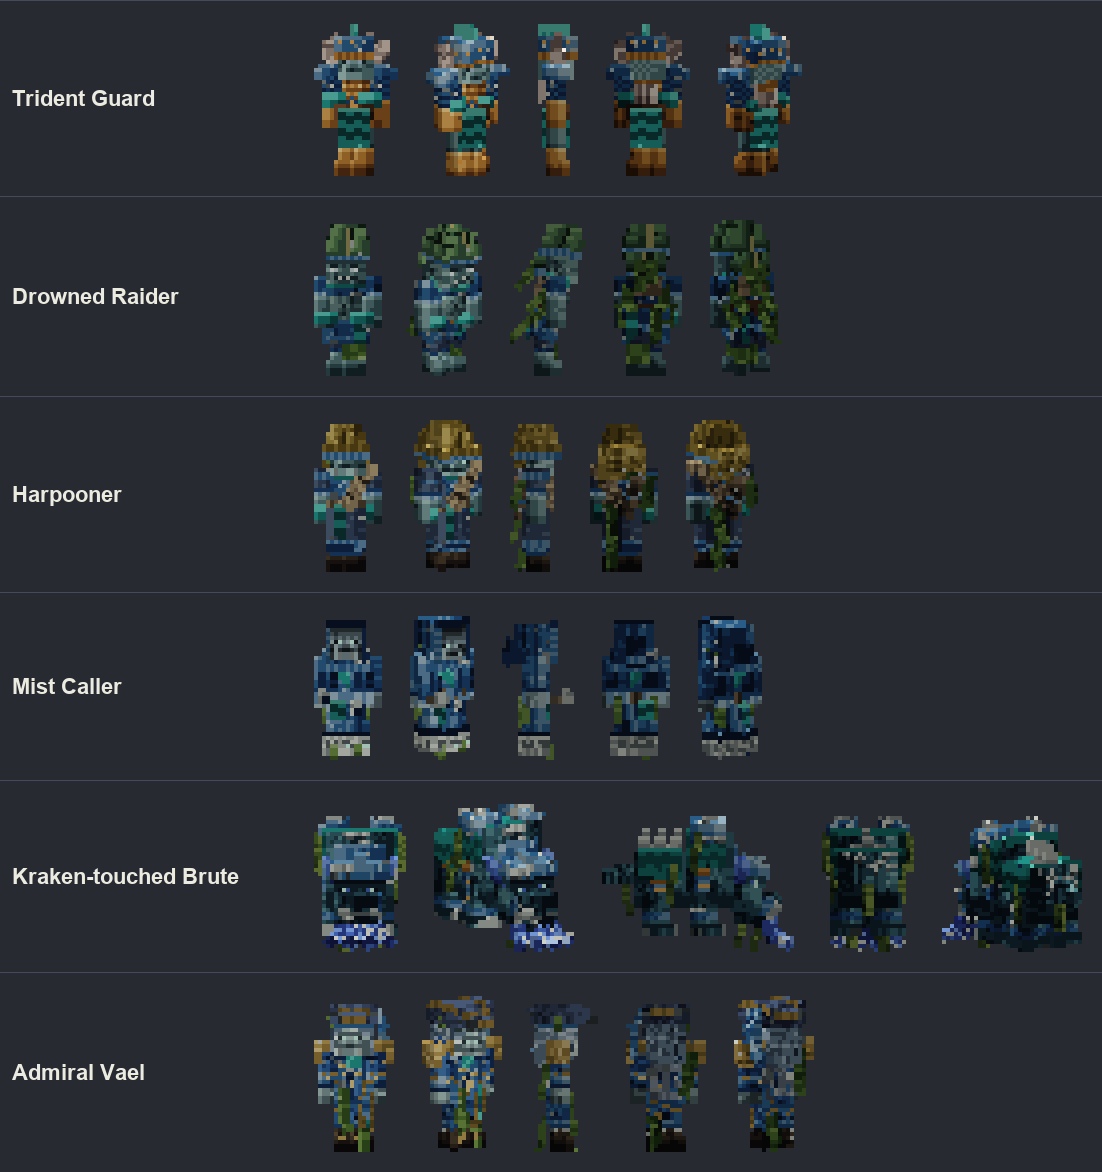 Trident Guard
Drowned Raider
Harpooner
Mist Caller
Kraken-touched Brute
Admiral Vael